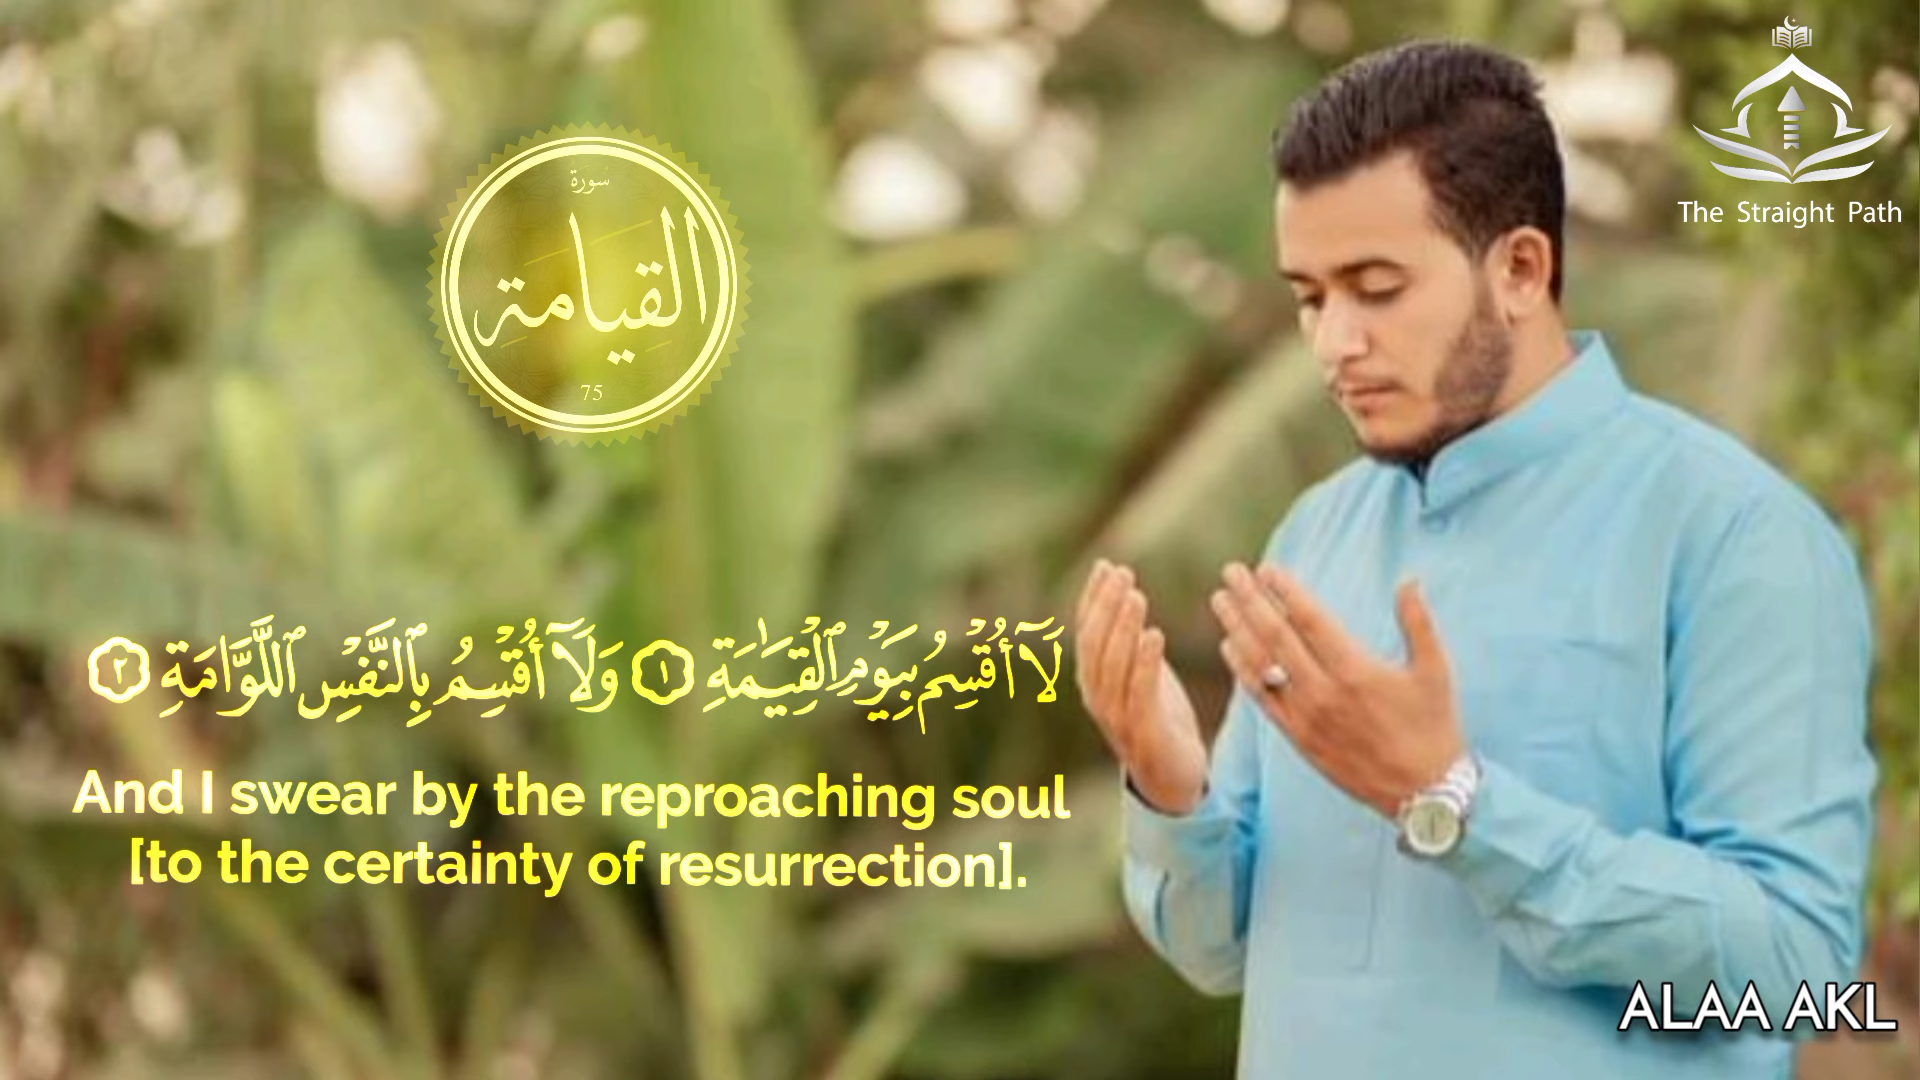 The Straight Path
سورة
القيامة
75
لَآ أُقْسِمُ بِيَوْمِ ٱلْقِيَـٰمَةِ ١ وَلَآ أُقْسِمُ بِٱلنَّفْسِ ٱللَّوَّامَةِ ٢
And I swear by the reproaching soul
[to the certainty of resurrection].
ALAA AKL